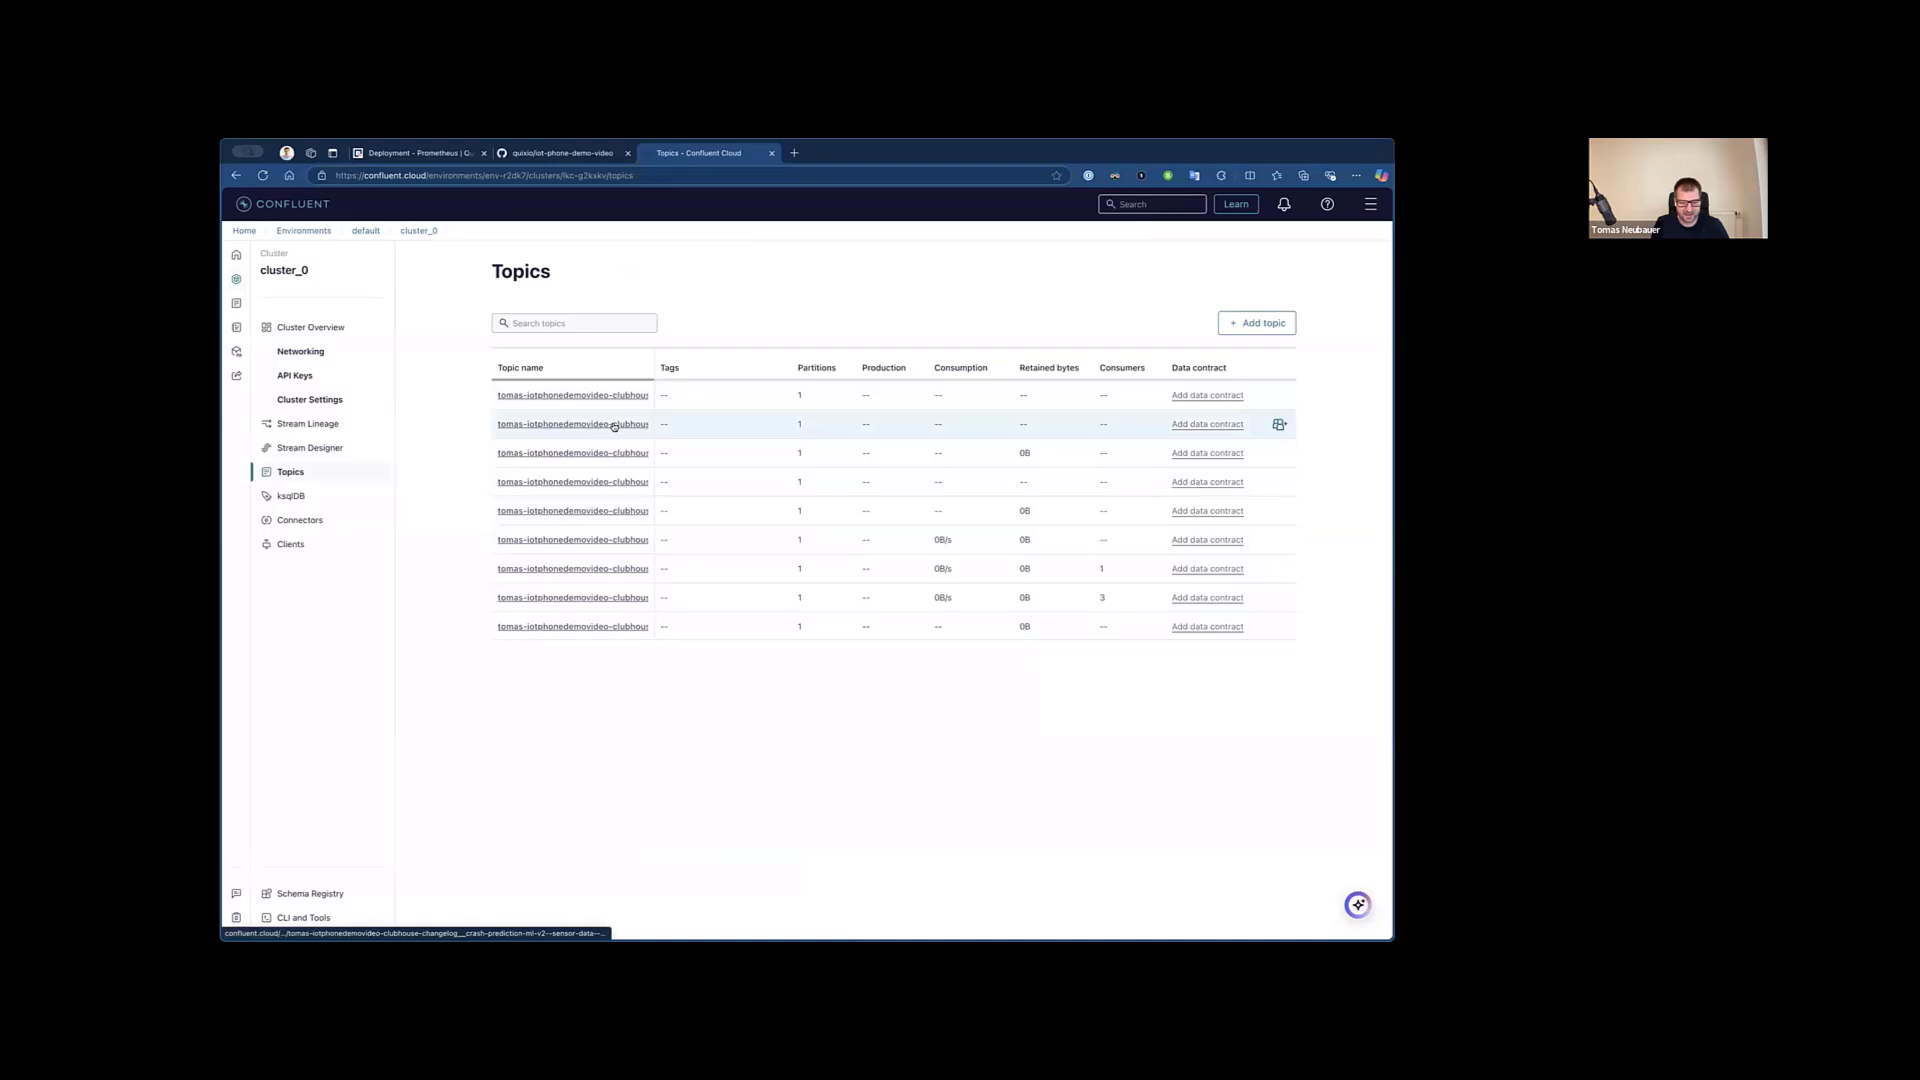 Deployment - Prometheus | Q
quixio/iot-phone-demo-video
Topics - Confluent Cloud
https://confluent.cloud/environments/env-r2dk7/clusters/lkc-g2kxkv/topics
CONFLUENT
Search
Learn
Home
Environments
default
cluster_0
Cluster
cluster_0
Cluster Overview
Networking
API Keys
Cluster Settings
Stream Lineage
Stream Designer
Topics
ksqlDB
Connectors
Clients
Schema Registry
CLI and Tools
Topics
Search topics
+ Add topic
Topic name Tags Partitions Production Consumption Retained bytes Consumers Data contract
tomas-iotphonedemovideo-clubhous -- 1 -- -- -- -- Add data contract
tomas-iotphonedemovideo-clubhous -- 1 -- -- -- -- Add data contract
tomas-iotphonedemovideo-clubhous -- 1 -- -- 0B -- Add data contract
tomas-iotphonedemovideo-clubhous -- 1 -- -- -- -- Add data contract
tomas-iotphonedemovideo-clubhous -- 1 -- -- 0B -- Add data contract
tomas-iotphonedemovideo-clubhous -- 1 -- 0B/s 0B -- Add data contract
tomas-iotphonedemovideo-clubhous -- 1 -- 0B/s 0B 1 Add data contract
tomas-iotphonedemovideo-clubhous -- 1 -- 0B/s 0B 3 Add data contract
tomas-iotphonedemovideo-clubhous -- 1 -- -- 0B -- Add data contract
confluent.cloud/.../tomas-iotphonedemovideo-clubhouse-changelog__crash-prediction-ml-v2--sensor-data--...
Tomas Neubauer